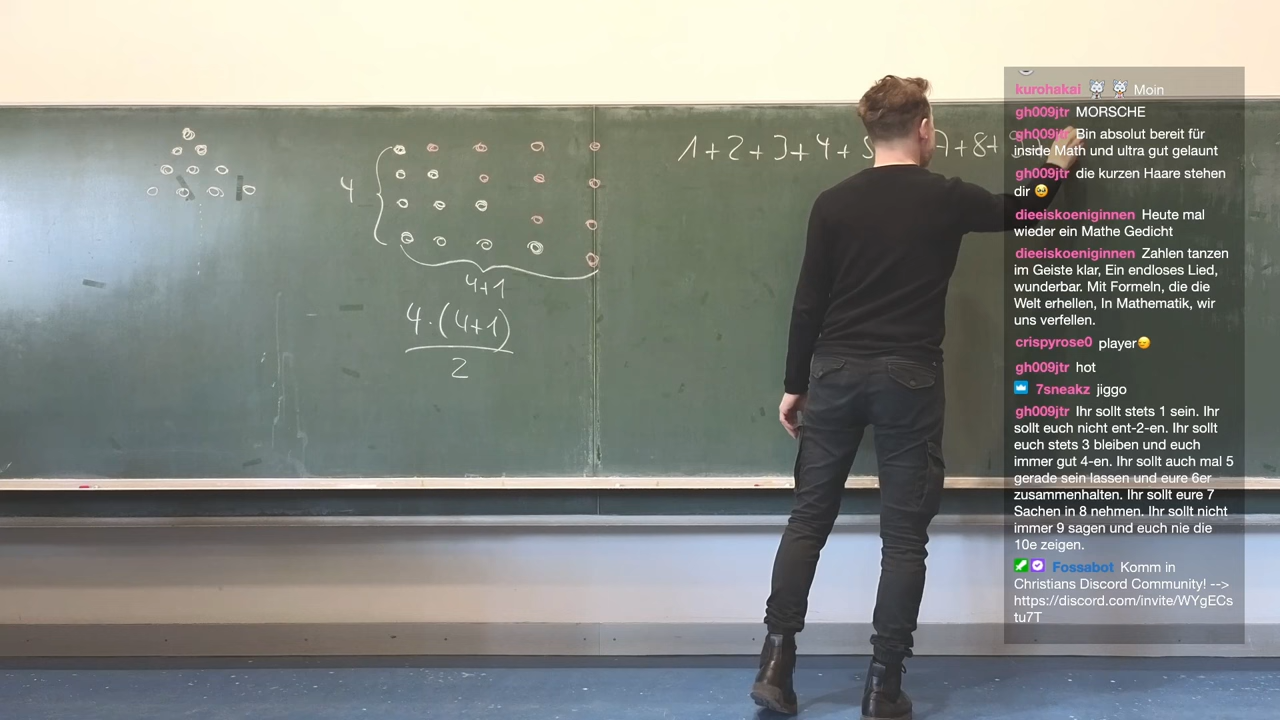 4
4+1
4·(4+1)
2
1+2+3+4+5 7+8+
kurohakai Moin
gh009jtr MORSCHE
gh009jtr Bin absolut bereit für
inside Math und ultra gut gelaunt
gh009jtr die kurzen Haare stehen
dir 🥹
dieeiskoeniginnen Heute mal
wieder ein Mathe Gedicht
dieeiskoeniginnen Zahlen tanzen
im Geiste klar, Ein endloses Lied,
wunderbar. Mit Formeln, die die
Welt erhellen, In Mathematik, wir
uns verfellen.
crispyrose0 player
gh009jtr hot
7sneakz jiggo
gh009jtr Ihr sollt stets 1 sein. Ihr
sollt euch nicht ent-2-en. Ihr sollt
euch stets 3 bleiben und euch
immer gut 4-en. Ihr sollt auch mal 5
gerade sein lassen und eure 6er
zusammenhalten. Ihr sollt eure 7
Sachen in 8 nehmen. Ihr sollt nicht
immer 9 sagen und euch nie die
10e zeigen.
Fossabot Komm in
Christians Discord Community! -->
https://discord.com/invite/WYgECs
tu7T